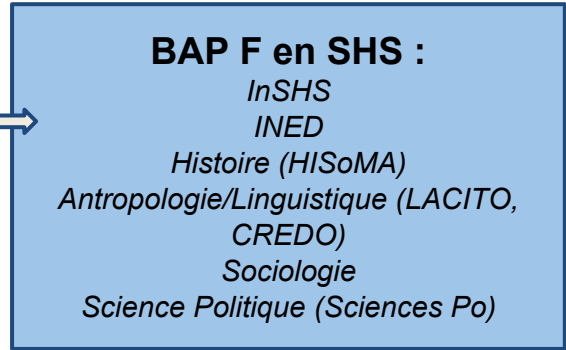 BAP F en SHS :
InSHS
INED
Histoire (HISoMA)
Antropologie/Linguistique (LACITO,
CREDO)
Sociologie
Science Politique (Sciences Po)